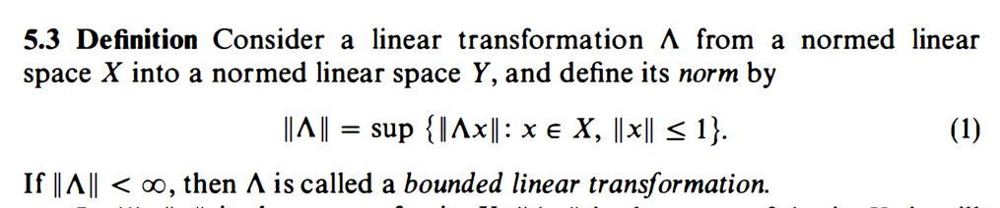 5.3 Definition Consider a linear transformation Λ from a normed linear
space X into a normed linear space Y, and define its norm by
‖Λ‖ = sup {‖Λx‖: x ∈ X, ‖x‖ ≤ 1}. (1)
If ‖Λ‖ < ∞, then Λ is called a bounded linear transformation.